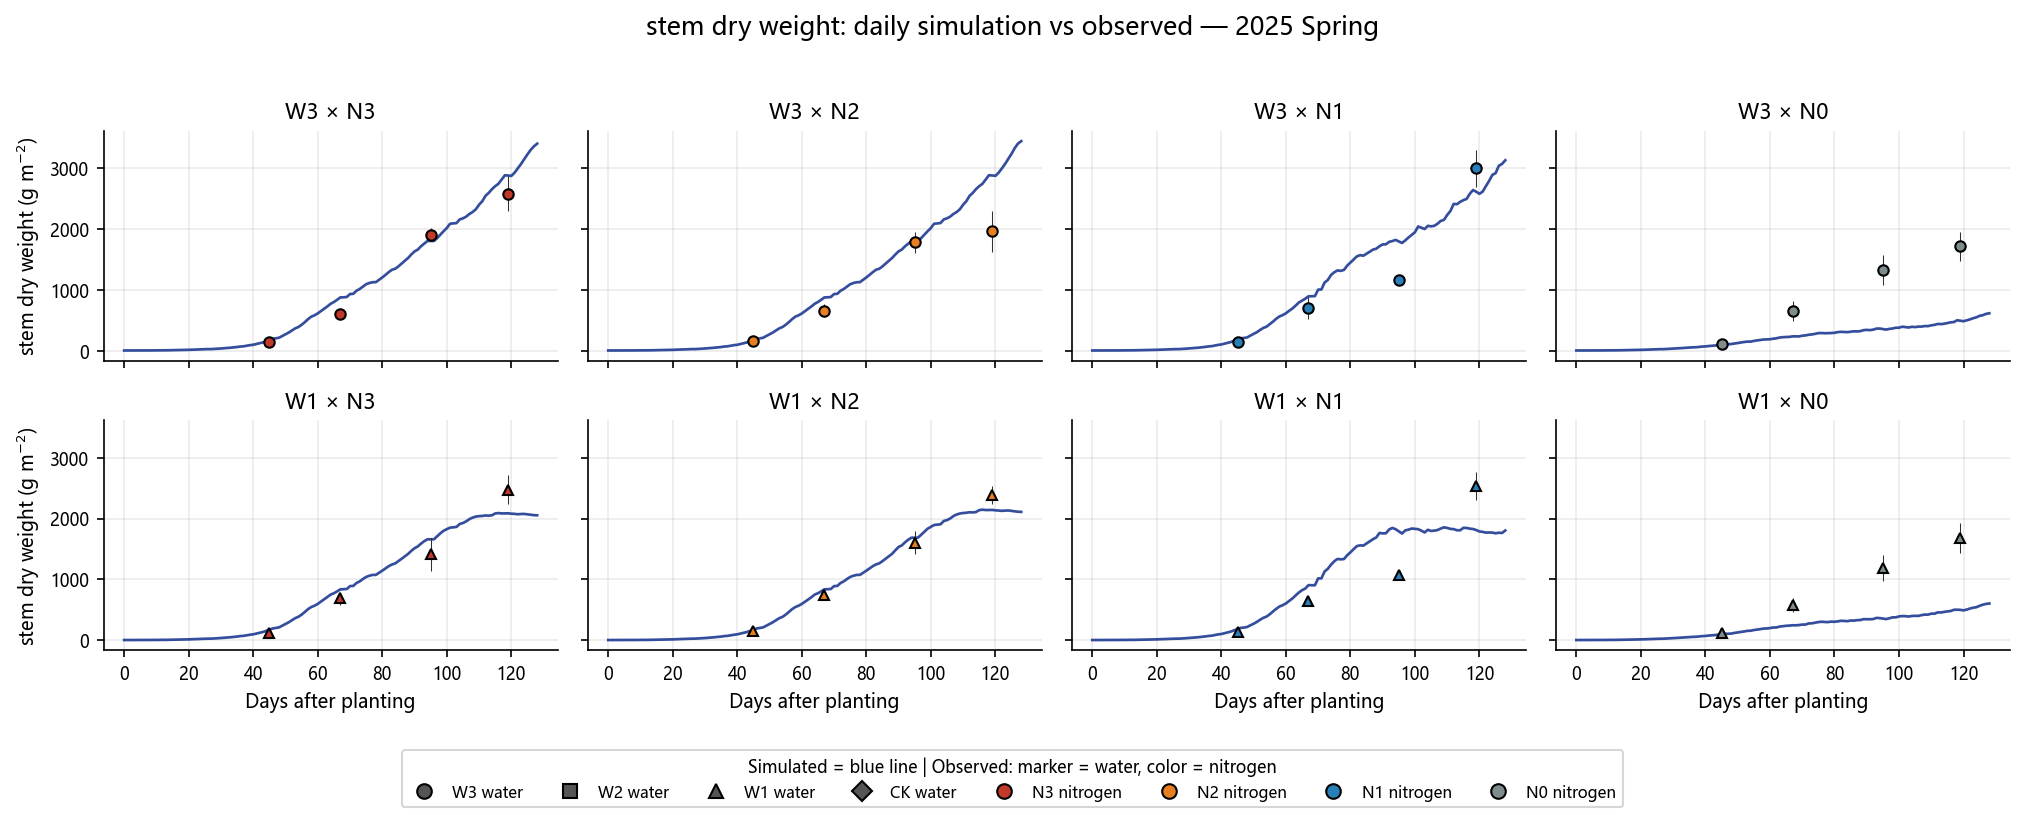 stem dry weight: daily simulation vs observed — 2025 Spring
W3 × N3
W3 × N2
W3 × N1
W3 × N0
stem dry weight (g m⁻²)
3000
2000
1000
0
W1 × N3
W1 × N2
W1 × N1
W1 × N0
stem dry weight (g m⁻²)
3000
2000
1000
0
0 20 40 60 80 100 120
0 20 40 60 80 100 120
0 20 40 60 80 100 120
0 20 40 60 80 100 120
Days after planting
Days after planting
Days after planting
Days after planting
Simulated = blue line | Observed: marker = water, color = nitrogen
W3 water W2 water W1 water CK water N3 nitrogen N2 nitrogen N1 nitrogen N0 nitrogen